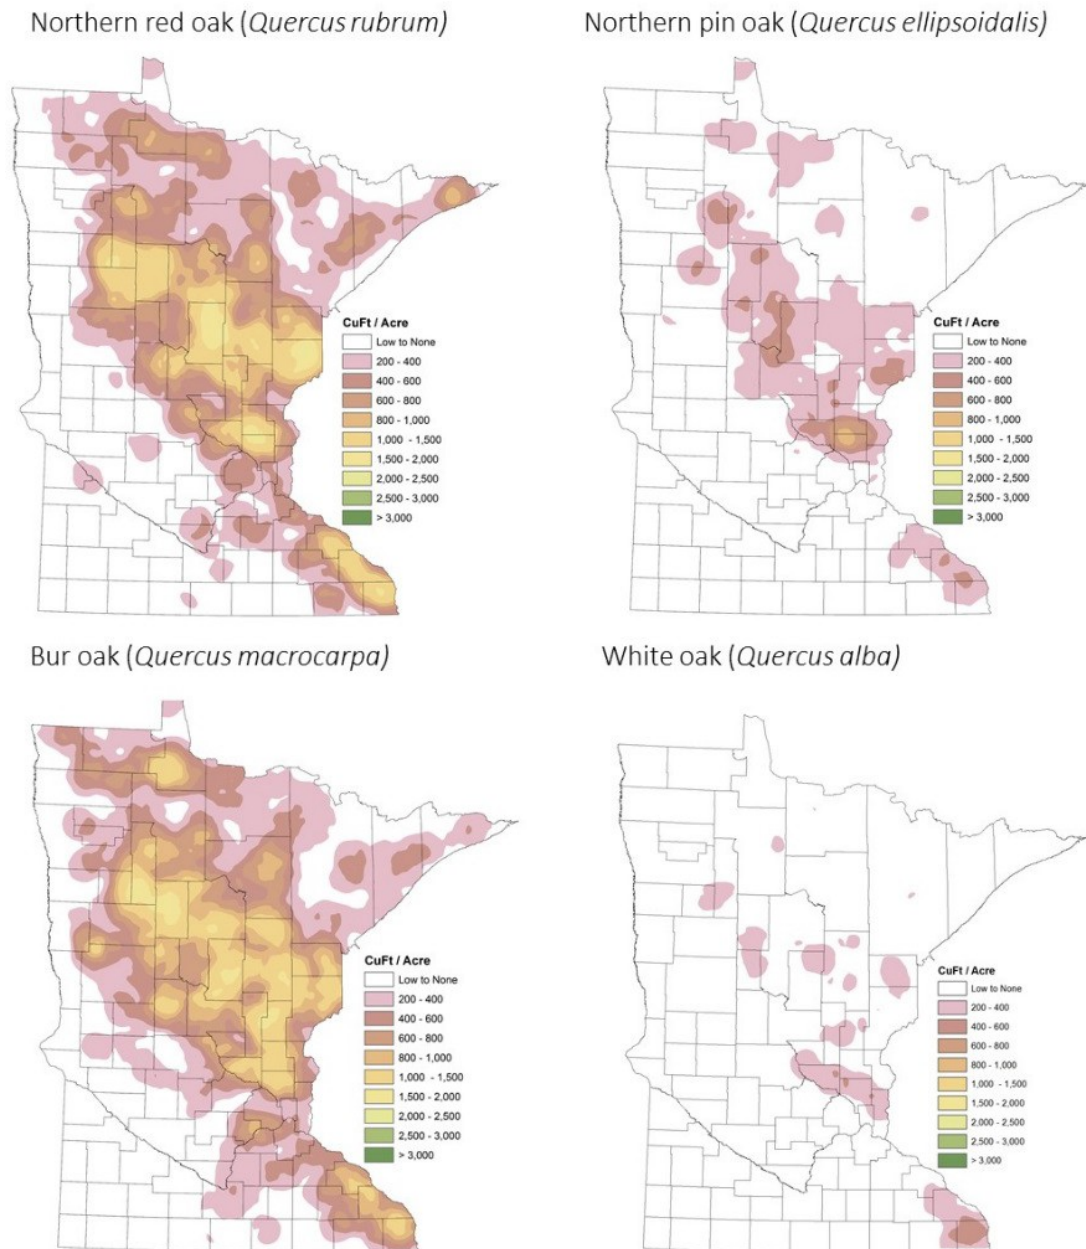 Northern red oak (Quercus rubrum)
Northern pin oak (Quercus ellipsoidalis)
CuFt / Acre
Low to None
200 - 400
400 - 600
600 - 800
800 - 1,000
1,000 - 1,500
1,500 - 2,000
2,000 - 2,500
2,500 - 3,000
> 3,000
CuFt / Acre
Low to None
200 - 400
400 - 600
600 - 800
800 - 1,000
1,000 - 1,500
1,500 - 2,000
2,000 - 2,500
2,500 - 3,000
> 3,000
Bur oak (Quercus macrocarpa)
White oak (Quercus alba)
CuFt / Acre
Low to None
200 - 400
400 - 600
600 - 800
800 - 1,000
1,000 - 1,500
1,500 - 2,000
2,000 - 2,500
2,500 - 3,000
> 3,000
CuFt / Acre
Low to None
200 - 400
400 - 600
600 - 800
800 - 1,000
1,000 - 1,500
1,500 - 2,000
2,000 - 2,500
2,500 - 3,000
> 3,000